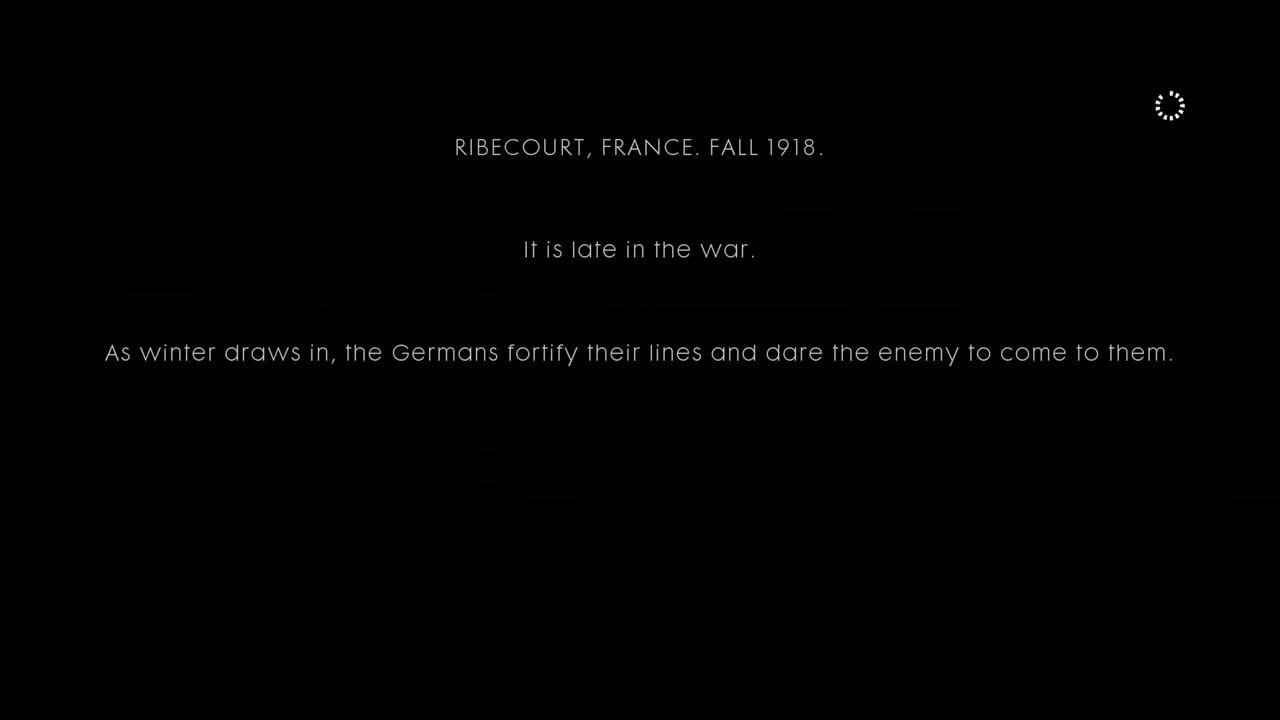 RIBECOURT, FRANCE. FALL 1918.
It is late in the war.
As winter draws in, the Germans fortify their lines and dare the enemy to come to them.